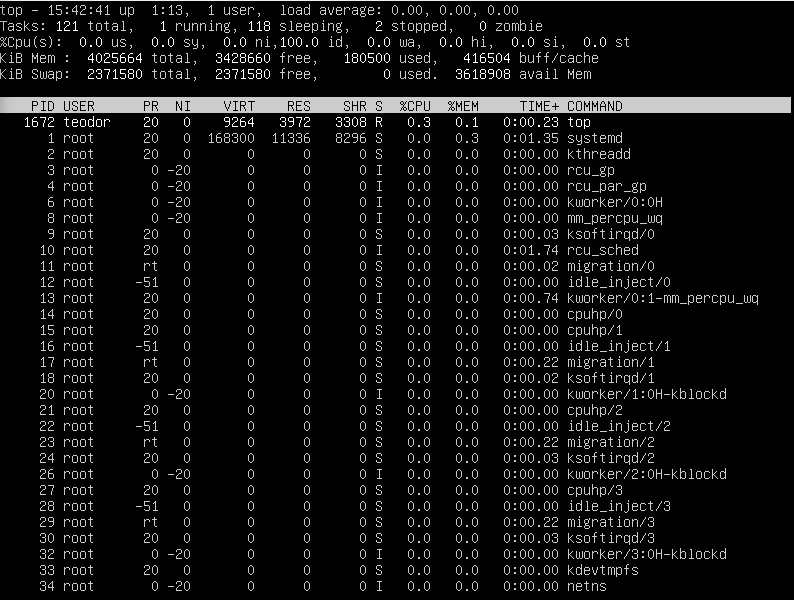 top - 15:42:41 up  1:13,  1 user,  load average: 0.00, 0.00, 0.00
Tasks: 121 total,   1 running, 118 sleeping,   2 stopped,   0 zombie
%Cpu(s):  0.0 us,  0.0 sy,  0.0 ni,100.0 id,  0.0 wa,  0.0 hi,  0.0 si,  0.0 st
KiB Mem :  4025664 total,  3428660 free,   180500 used,   416504 buff/cache
KiB Swap:  2371580 total,  2371580 free,        0 used.  3618908 avail Mem
PID USER      PR  NI    VIRT    RES    SHR S  %CPU  %MEM     TIME+ COMMAND
1672 teodor    20   0    9264   3972   3308 R   0.3   0.1   0:00.23 top
1 root      20   0  168300  11336   8296 S   0.0   0.3   0:01.35 systemd
2 root      20   0       0      0      0 S   0.0   0.0   0:00.00 kthreadd
3 root       0 -20       0      0      0 I   0.0   0.0   0:00.00 rcu_gp
4 root       0 -20       0      0      0 I   0.0   0.0   0:00.00 rcu_par_gp
6 root       0 -20       0      0      0 I   0.0   0.0   0:00.00 kworker/0:0H
8 root       0 -20       0      0      0 I   0.0   0.0   0:00.00 mm_percpu_wq
9 root      20   0       0      0      0 S   0.0   0.0   0:00.03 ksoftirqd/0
10 root      20   0       0      0      0 I   0.0   0.0   0:01.74 rcu_sched
11 root      rt   0       0      0      0 S   0.0   0.0   0:00.02 migration/0
12 root     -51   0       0      0      0 S   0.0   0.0   0:00.00 idle_inject/0
13 root      20   0       0      0      0 I   0.0   0.0   0:00.74 kworker/0:1-mm_percpu_wq
14 root      20   0       0      0      0 S   0.0   0.0   0:00.00 cpuhp/0
15 root      20   0       0      0      0 S   0.0   0.0   0:00.00 cpuhp/1
16 root     -51   0       0      0      0 S   0.0   0.0   0:00.00 idle_inject/1
17 root      rt   0       0      0      0 S   0.0   0.0   0:00.22 migration/1
18 root      20   0       0      0      0 S   0.0   0.0   0:00.02 ksoftirqd/1
20 root       0 -20       0      0      0 I   0.0   0.0   0:00.00 kworker/1:0H-kblockd
21 root      20   0       0      0      0 S   0.0   0.0   0:00.00 cpuhp/2
22 root     -51   0       0      0      0 S   0.0   0.0   0:00.00 idle_inject/2
23 root      rt   0       0      0      0 S   0.0   0.0   0:00.22 migration/2
24 root      20   0       0      0      0 S   0.0   0.0   0:00.03 ksoftirqd/2
26 root       0 -20       0      0      0 I   0.0   0.0   0:00.00 kworker/2:0H-kblockd
27 root      20   0       0      0      0 S   0.0   0.0   0:00.00 cpuhp/3
28 root     -51   0       0      0      0 S   0.0   0.0   0:00.00 idle_inject/3
29 root      rt   0       0      0      0 S   0.0   0.0   0:00.22 migration/3
30 root      20   0       0      0      0 S   0.0   0.0   0:00.03 ksoftirqd/3
32 root       0 -20       0      0      0 I   0.0   0.0   0:00.00 kworker/3:0H-kblockd
33 root      20   0       0      0      0 S   0.0   0.0   0:00.00 kdevtmpfs
34 root       0 -20       0      0      0 I   0.0   0.0   0:00.00 netns